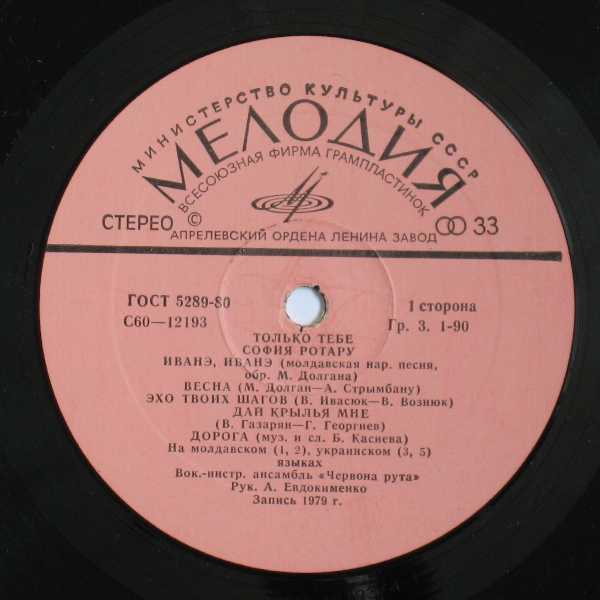 МИНИСТЕРСТВО КУЛЬТУРЫ СССР
МЕЛОДИЯ
ВСЕСОЮЗНАЯ ФИРМА ГРАМПЛАСТИНОК
СТЕРЕО © 33
АПРЕЛЕВСКИЙ ОРДЕНА ЛЕНИНА ЗАВОД
ГОСТ 5289-80 1 сторона
С60—12193 Гр. 3. 1-90
ТОЛЬКО ТЕБЕ
СОФИЯ РОТАРУ
ИВАНЭ, ИВАНЭ (молдавская нар. песня,
обр. М. Долгана)
ВЕСНА (М. Долган—А. Стрымбану)
ЭХО ТВОИХ ШАГОВ (В. Ивасюк—В. Вознюк)
ДАЙ КРЫЛЬЯ МНЕ
(В. Газарян—Г. Георгиев)
ДОРОГА (муз. и сл. Б. Каснева)
На молдавском (1, 2), украинском (3, 5)
языках
Вок.-инстр. ансамбль «Червона рута»
Рук. А. Евдокименко
Запись 1979 г.